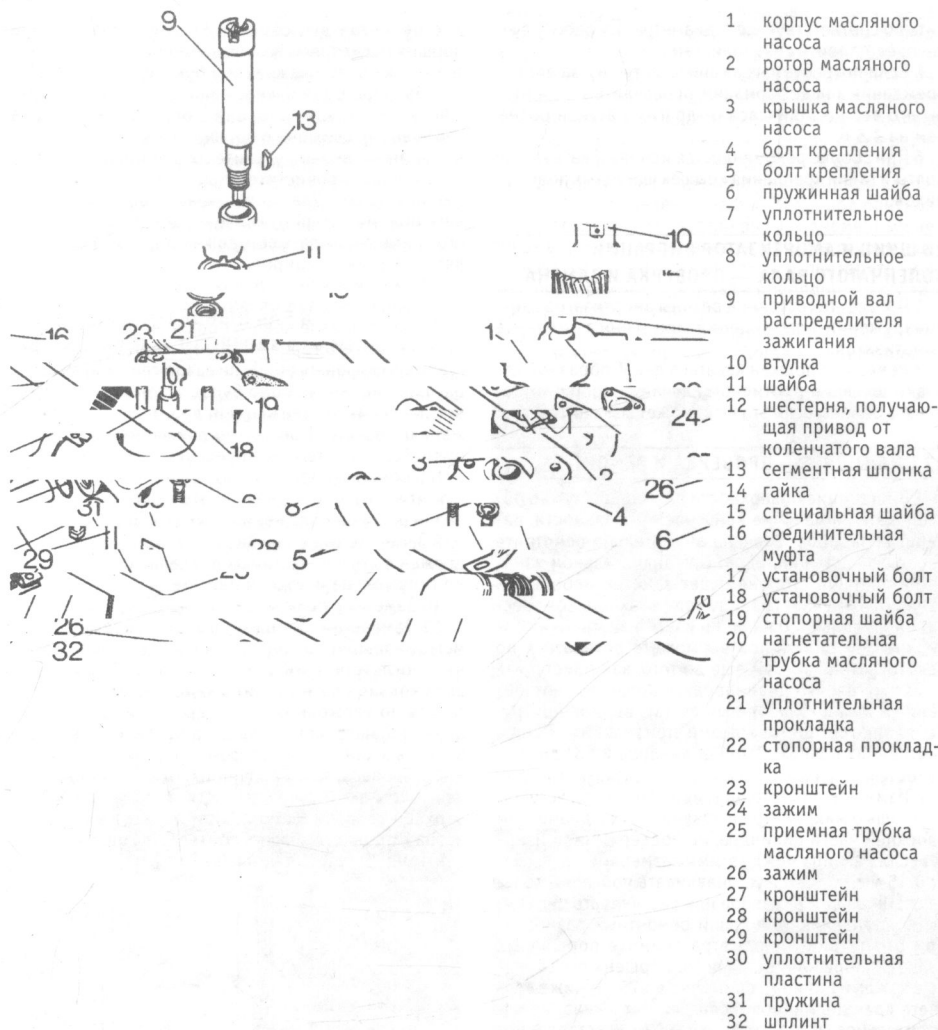 9
13
11
10
16
23
21
1
19
24
18
3
2
26
6
8
4
31
6
29
5
26
32
1 корпус масляного
насоса
2 ротор масляного
насоса
3 крышка масляного
насоса
4 болт крепления
5 болт крепления
6 пружинная шайба
7 уплотнительное
кольцо
8 уплотнительное
кольцо
9 приводной вал
распределителя
зажигания
10 втулка
11 шайба
12 шестерня, получаю-
щая привод от
коленчатого вала
13 сегментная шпонка
14 гайка
15 специальная шайба
16 соединительная
муфта
17 установочный болт
18 установочный болт
19 стопорная шайба
20 нагнетательная
трубка масляного
насоса
21 уплотнительная
прокладка
22 стопорная проклад-
ка
23 кронштейн
24 зажим
25 приемная трубка
масляного насоса
26 зажим
27 кронштейн
28 кронштейн
29 кронштейн
30 уплотнительная
пластина
31 пружина
32 шплинт